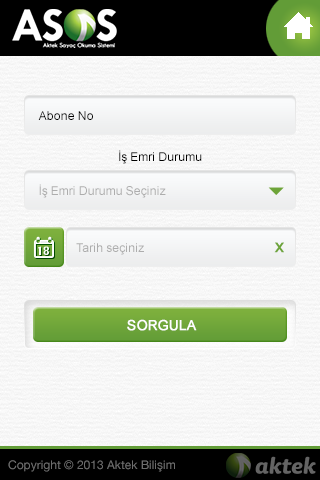 ASOS
Aktek Sayaç Okuma Sistemi
Abone No
İş Emri Durumu
İş Emri Durumu Seçiniz
18
Tarih seçiniz
X
SORGULA
Copyright © 2013 Aktek Bilişim
aktek